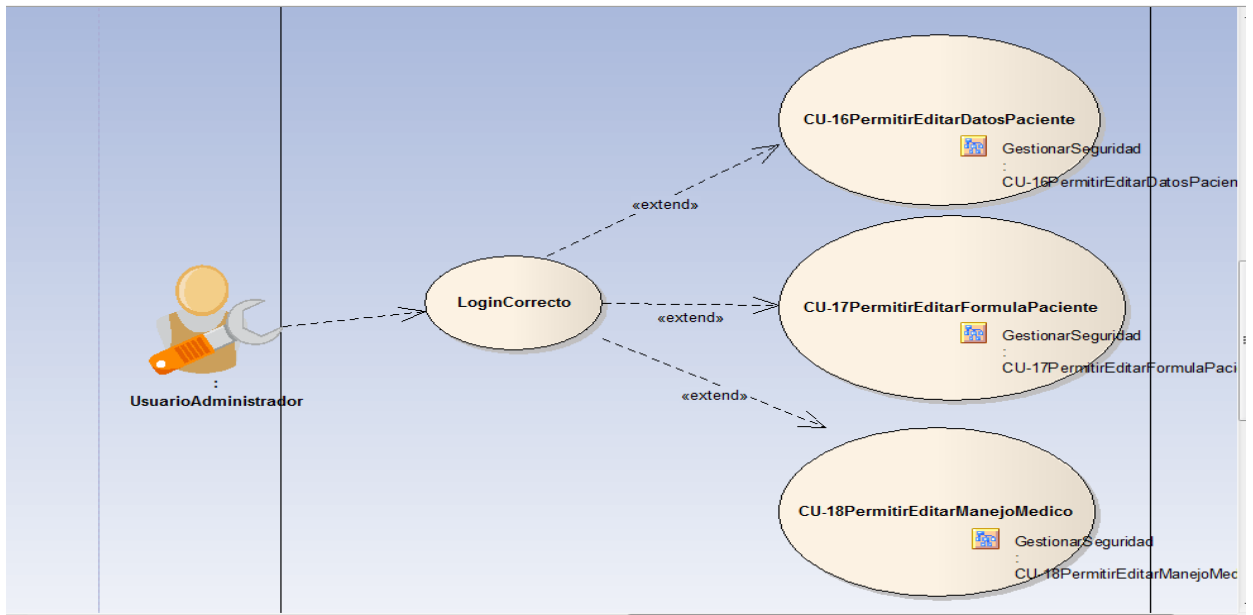 CU-16PermitirEditarDatosPaciente
GestionarSeguridad
:
CU-16PermitirEditarDatosPacien
«extend»
LoginCorrecto
CU-17PermitirEditarFormulaPaciente
«extend»
GestionarSeguridad
:
CU-17PermitirEditarFormulaPaci
:
UsuarioAdministrador
«extend»
CU-18PermitirEditarManejoMedico
GestionarSeguridad
:
CU-18PermitirEditarManejoMed